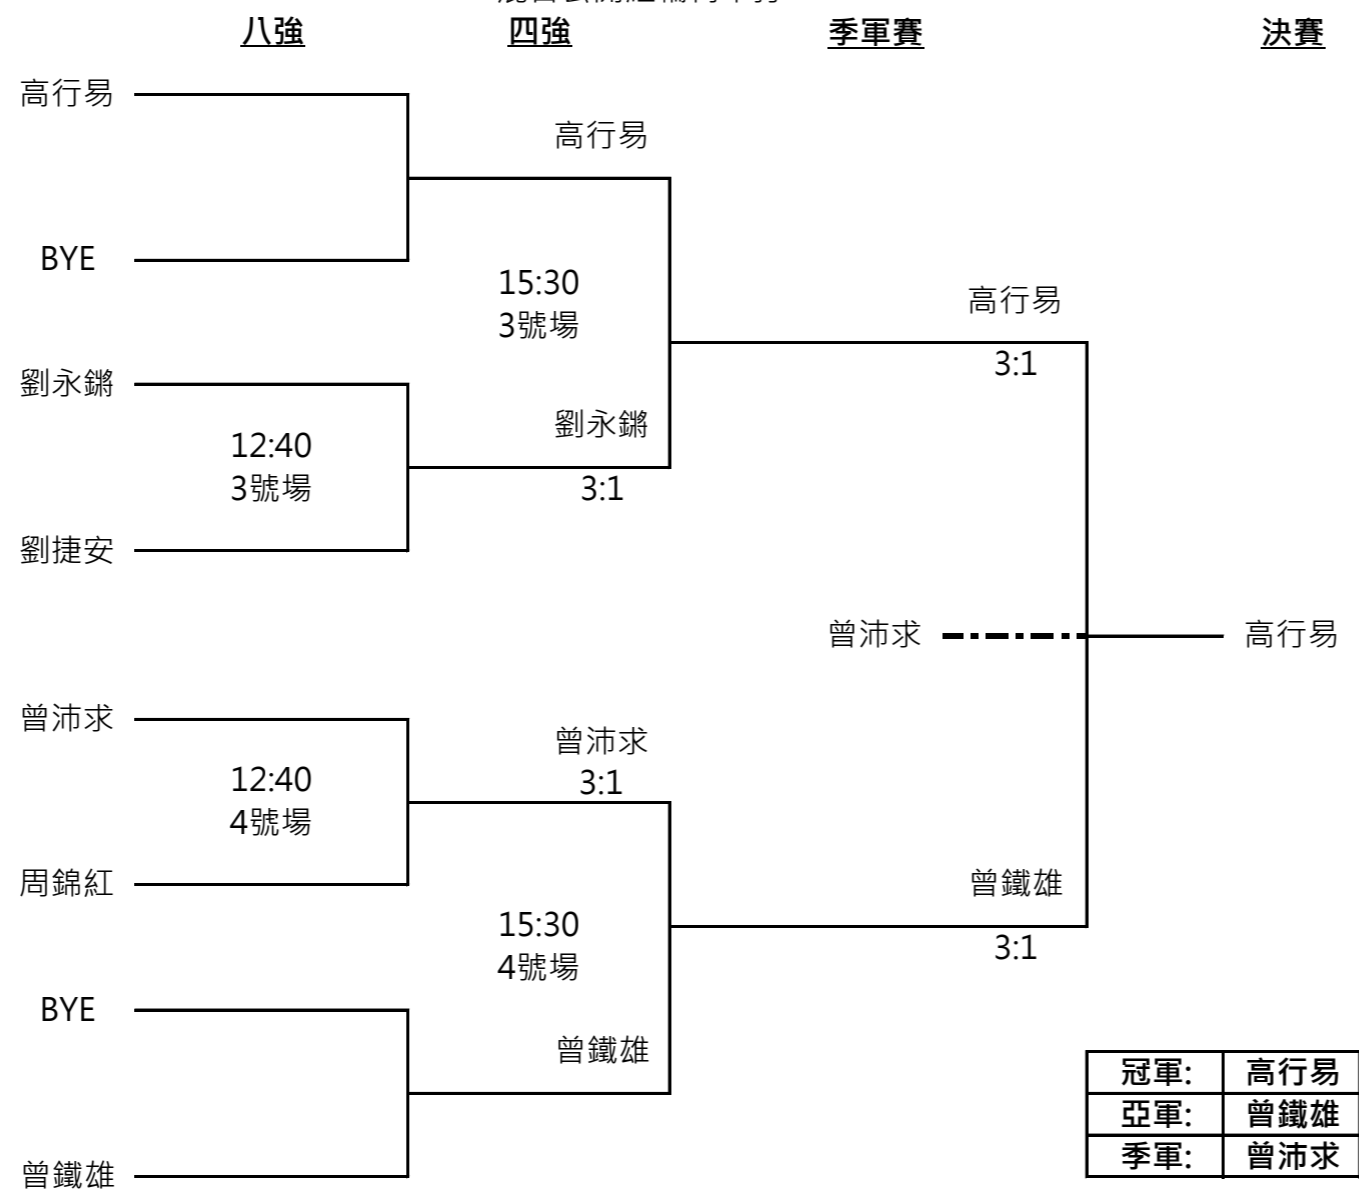 八強
四強
季軍賽
決賽
高行易
高行易
BYE
15:30
3號場
高行易
3:1
劉永鏘
12:40
3號場
劉永鏘
3:1
劉捷安
曾沛求
高行易
曾沛求
12:40
4號場
曾沛求
3:1
周錦紅
曾鐵雄
15:30
4號場
3:1
BYE
曾鐵雄
曾鐵雄
冠軍: 高行易
亞軍: 曾鐵雄
季軍: 曾沛求